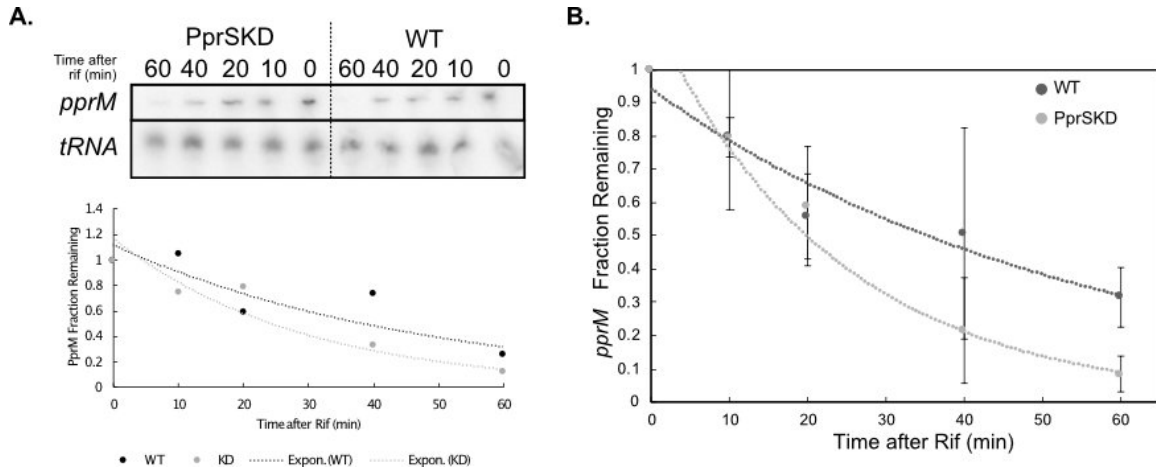 A.
PprSKD WT
Time after rif (min) 60 40 20 10 0 60 40 20 10 0
pprM
tRNA
1.4
1.2
1
0.8
0.6
0.4
0.2
0
PprM Fraction Remaining
0 10 20 30 40 50 60
Time after Rif (min)
WT KD Expon. (WT) Expon. (KD)
B.
1
0.9
0.8
0.7
0.6
0.5
0.4
0.3
0.2
0.1
0
pprM Fraction Remaining
WT
PprSKD
0 10 20 30 40 50 60
Time after Rif (min)